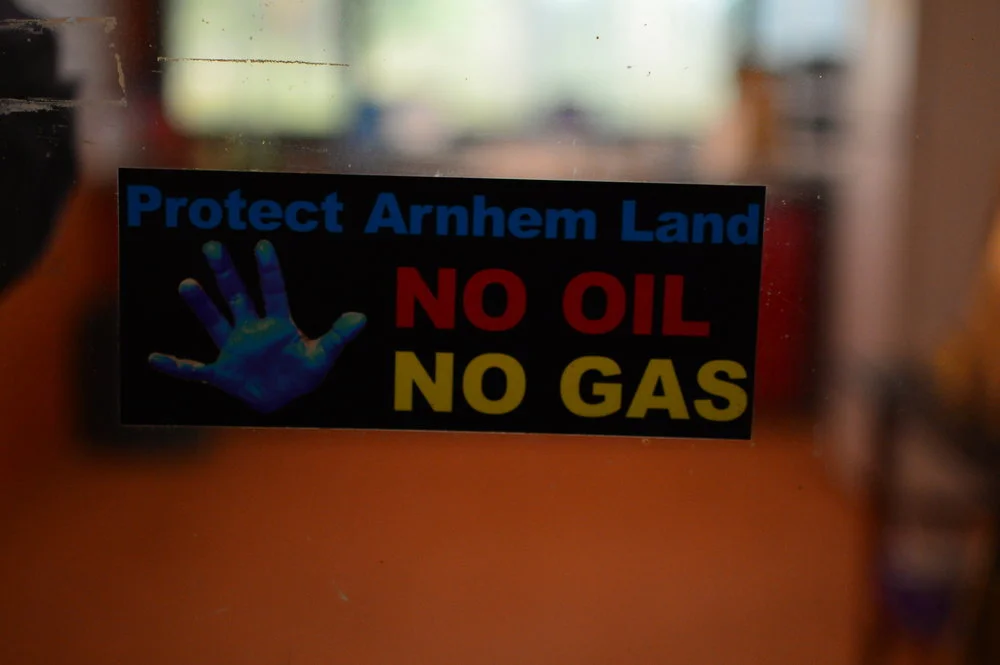 Protect Arnhem Land
NO OIL
NO GAS